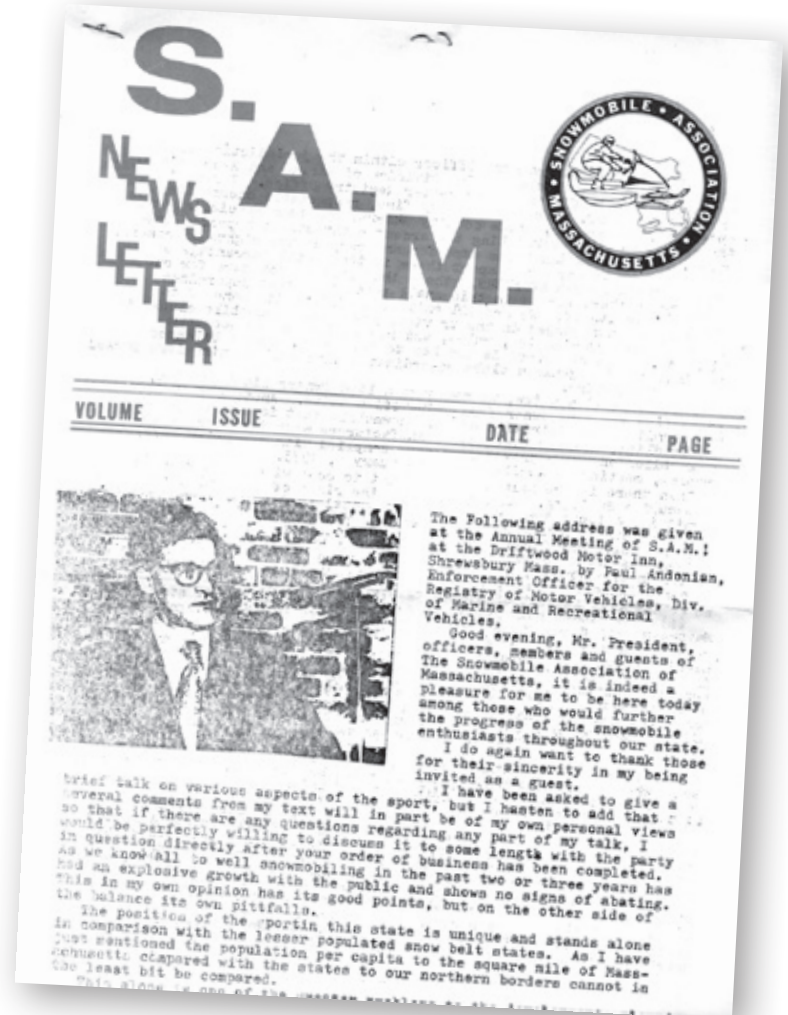 S.A.M.
NEWS
LETTER
SNOWMOBILE • ASSOCIATION • MASSACHUSETTS •
VOLUME ISSUE DATE PAGE
The Following address was given
at the Annual Meeting of S.A.M.!
at the Driftwood Motor Inn,
Shrewsbury Mass. by Paul Andonian,
Enforcement Officer for the
Registry of Motor Vehicles, Div.
of Marine and Recreational
Vehicles.
Good evening, Mr. President,
officers, members and guests of
The Snowmobile Association of
Massachusetts, it is indeed a
pleasure for me to be here today
among those who would further
the progress of the snowmobile
enthusiasts throughout our state.
I do again want to thank those
for their sincerity in my being
invited as a guest.
I have been asked to give a
brief talk on various aspects of the sport, but I hasten to add that
several comments from my text will in part be of my own personal views
so that if there are any questions regarding any part of my talk, I
would be perfectly willing to discuss it to some length with the party
in question directly after your order of business has been completed.
As we know all to well snowmobiling in the past two or three years has
had an explosive growth with the public and shows no signs of abating.
This in my own opinion has its good points, but on the other side of
the balance its own pittfalls.
The position of the sportin this state is unique and stands alone
in comparison with the lesser populated snow belt states. As I have
just mentioned the population per capita to the square mile of Mass-
achusetts compared with the states to our northern borders cannot in
the least bit be compared.
This alone is one of the